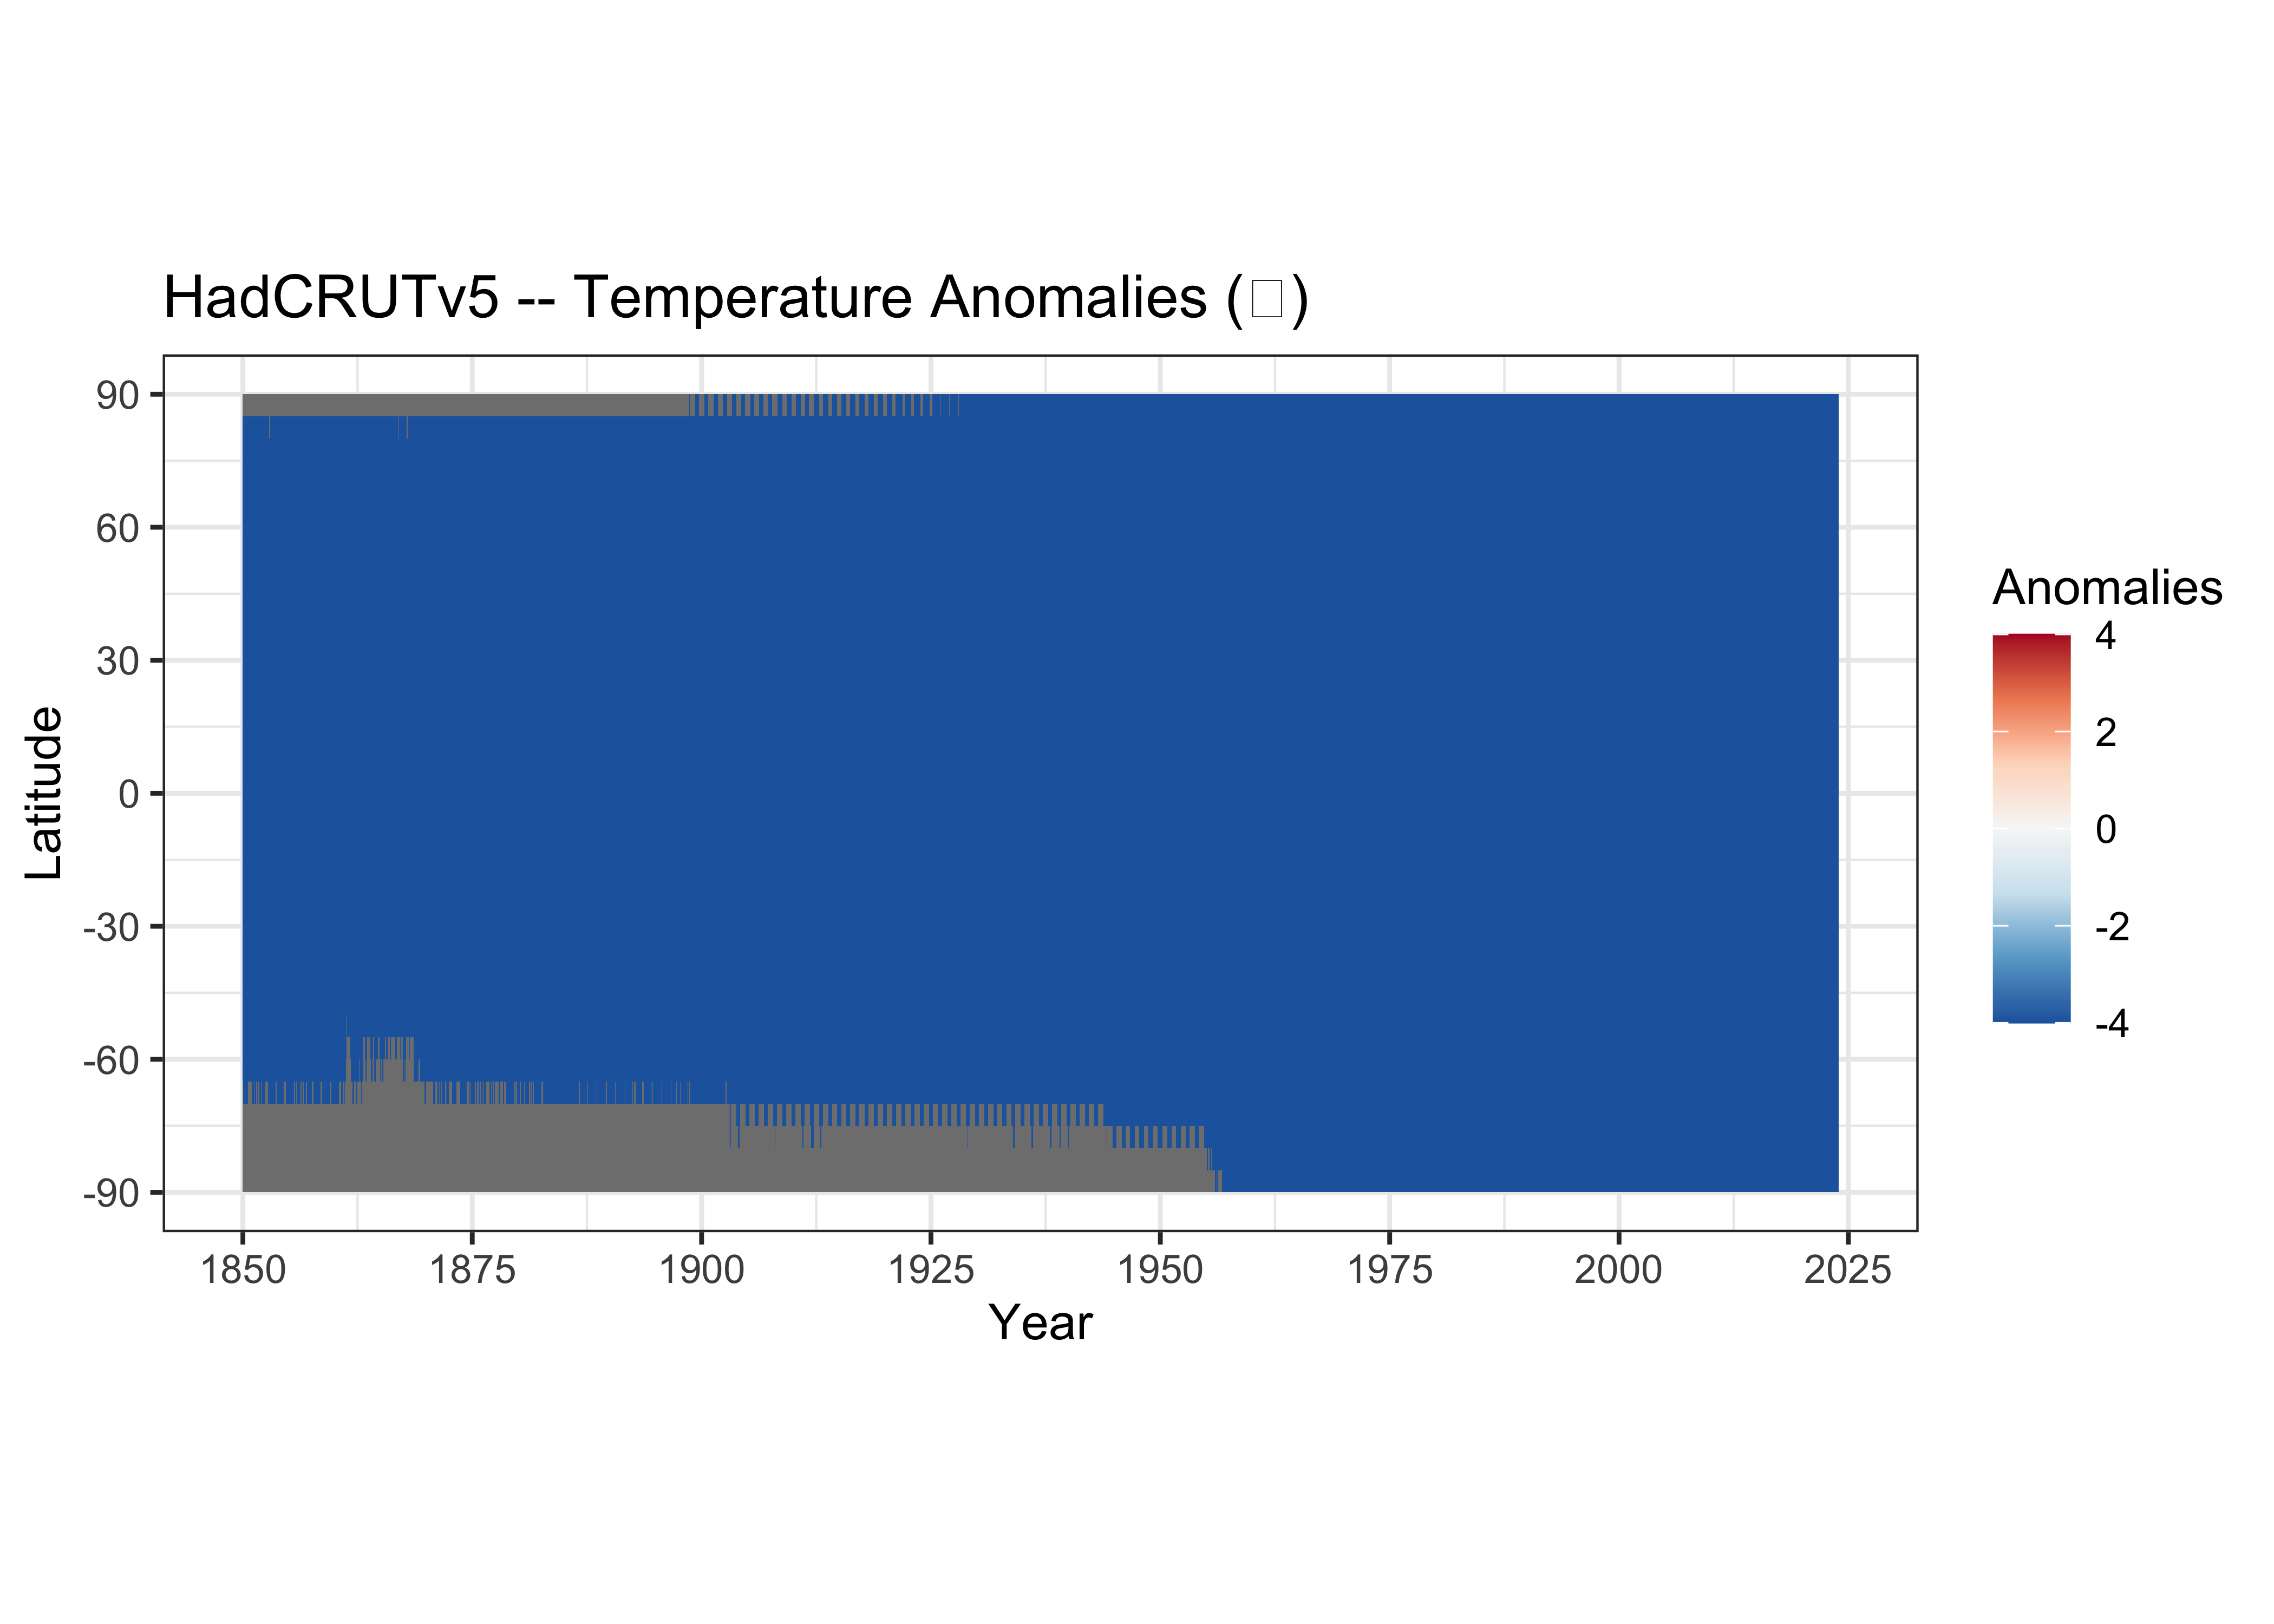 HadCRUTv5 -- Temperature Anomalies (□)
90
60
30
0
-30
-60
-90
Latitude
1850 1875 1900 1925 1950 1975 2000 2025
Year
Anomalies
4
2
0
-2
-4